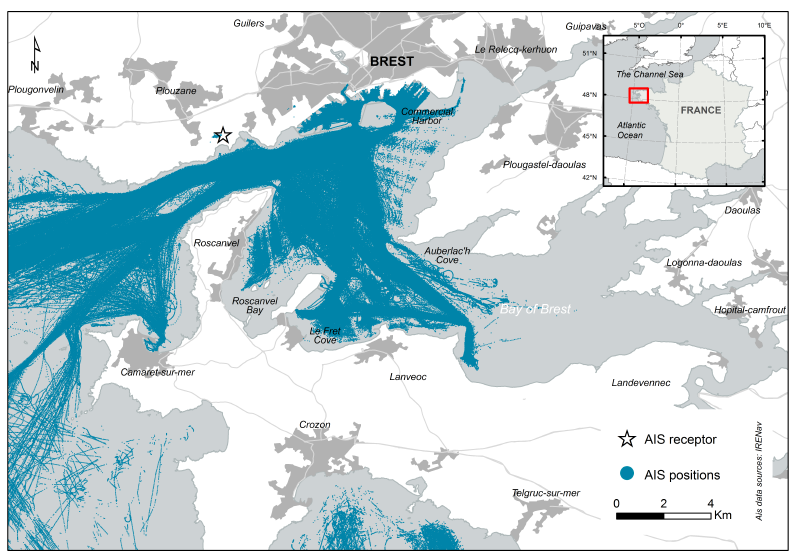 Guilers
Guipavas
BREST
Le Relecq-kerhuon
Plougonvelin
Plouzane
Commercial
Harbor
Plougastel-daoulas
Daoulas
Roscanvel
Auberlac'h
Cove
Logonna-daoulas
Roscanvel
Bay
Bay of Brest
Hopital-camfrout
Le Fret
Cove
Camaret-sur-mer
Lanveoc
Landevennec
Crozon
Telgruc-sur-mer
5°O
0°
5°E
10°E
51°N
48°N
45°N
42°N
The Channel Sea
FRANCE
Atlantic
Ocean
AIS receptor
AIS positions
0 2 4
Km
Ais data sources: IRENav